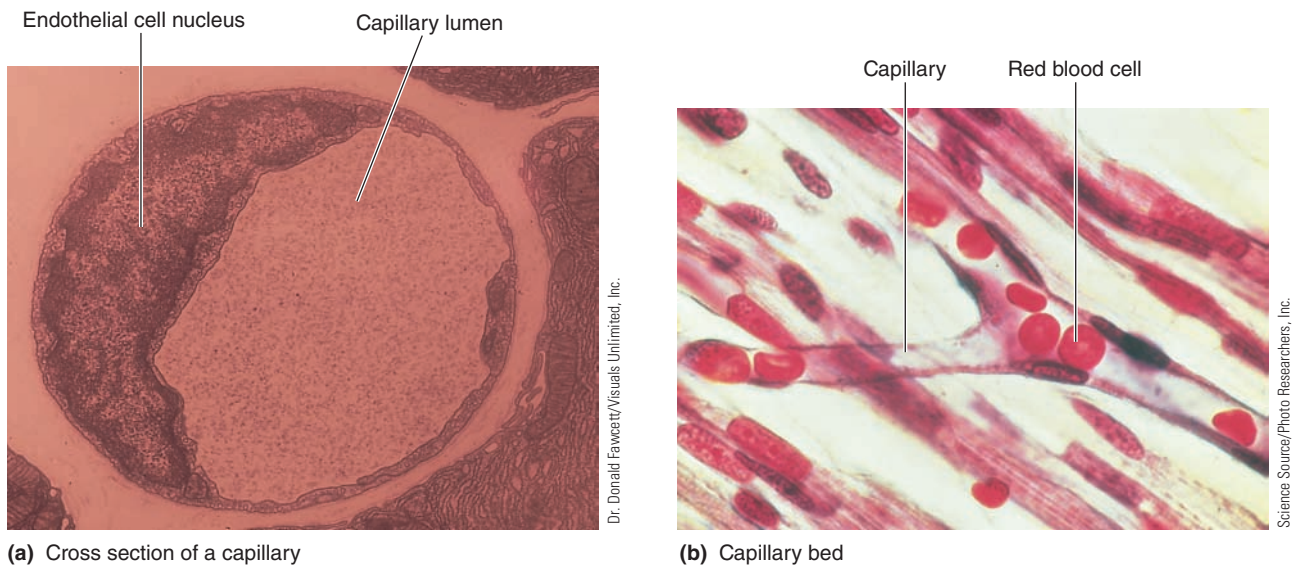 Endothelial cell nucleus
Capillary lumen
Dr. Donald Fawcett/Visuals Unlimited, Inc.
(a) Cross section of a capillary
Capillary
Red blood cell
Science Source/Photo Researchers, Inc.
(b) Capillary bed